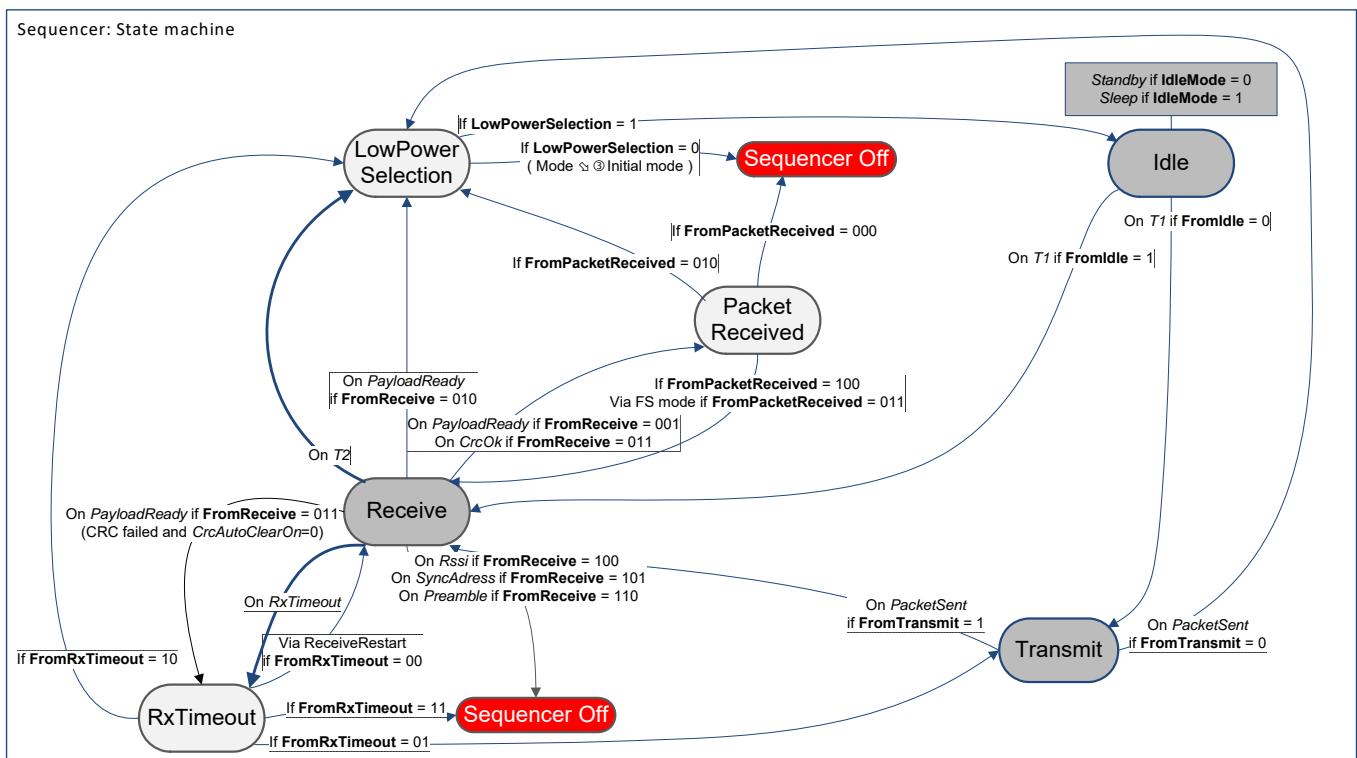 Sequencer: State machine
Standby if IdleMode = 0
Sleep if IdleMode = 1
If LowPowerSelection = 1
LowPower
Selection
If LowPowerSelection = 0
( Mode ⇘ ③ Initial mode )
Sequencer Off
Idle
On T1 if FromIdle = 0
If FromPacketReceived = 000
On T1 if FromIdle = 1
If FromPacketReceived = 010
Packet
Received
On PayloadReady
if FromReceive = 010
If FromPacketReceived = 100
Via FS mode if FromPacketReceived = 011
On PayloadReady if FromReceive = 001
On CrcOk if FromReceive = 011
On T2
Receive
On PayloadReady if FromReceive = 011
(CRC failed and CrcAutoClearOn=0)
On Rssi if FromReceive = 100
On SyncAdress if FromReceive = 101
On Preamble if FromReceive = 110
On RxTimeout
On PacketSent
if FromTransmit = 1
On PacketSent
if FromTransmit = 0
Transmit
Via ReceiveRestart
if FromRxTimeout = 00
If FromRxTimeout = 10
RxTimeout
If FromRxTimeout = 11
Sequencer Off
If FromRxTimeout = 01